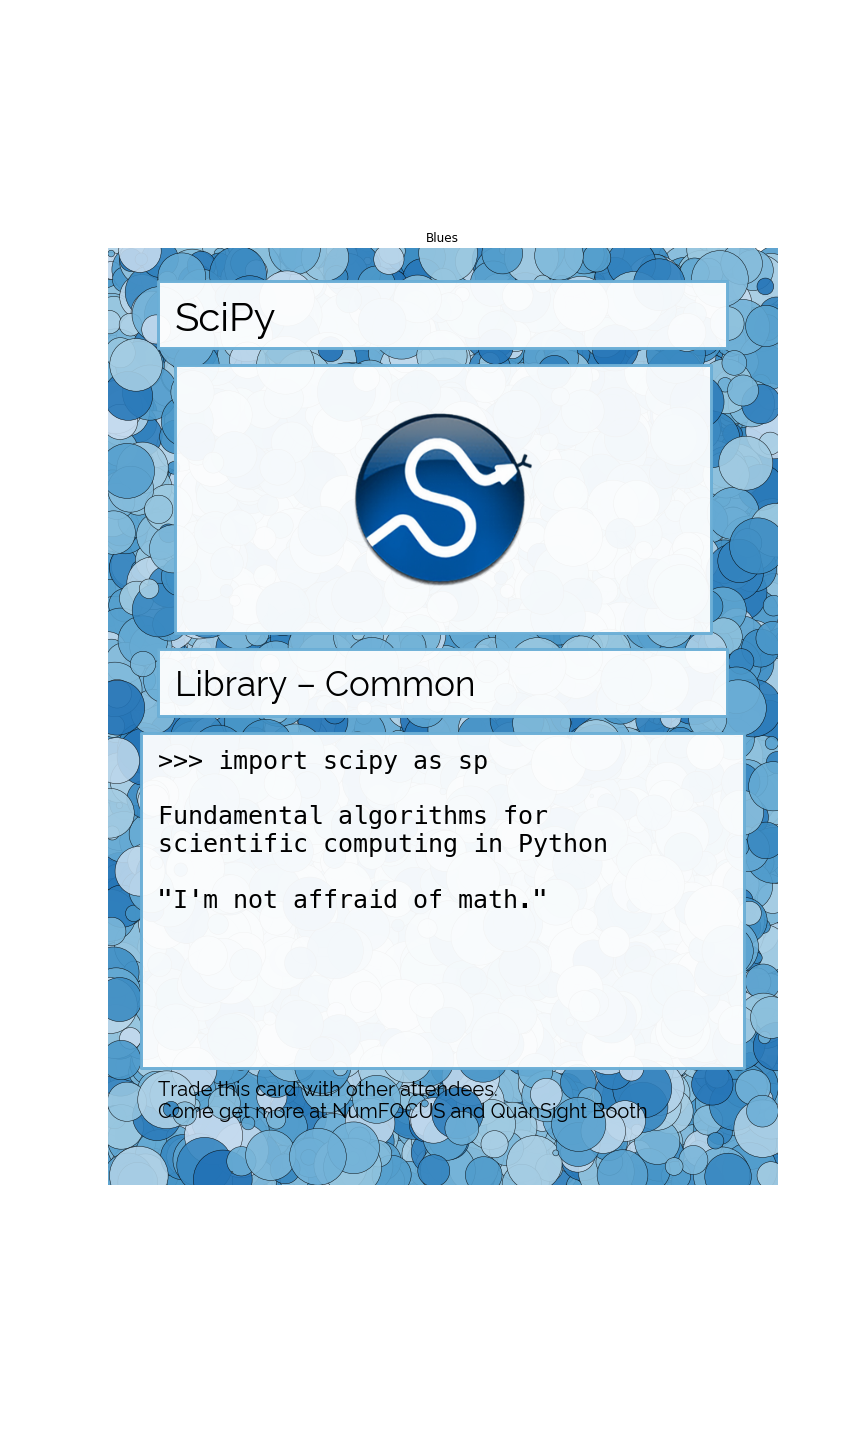 Blues
SciPy
Library – Common
>>> import scipy as sp
Fundamental algorithms for
scientific computing in Python
"I'm not affraid of math."
Trade this card with other attendees.
Come get more at NumFOCUS and QuanSight Booth